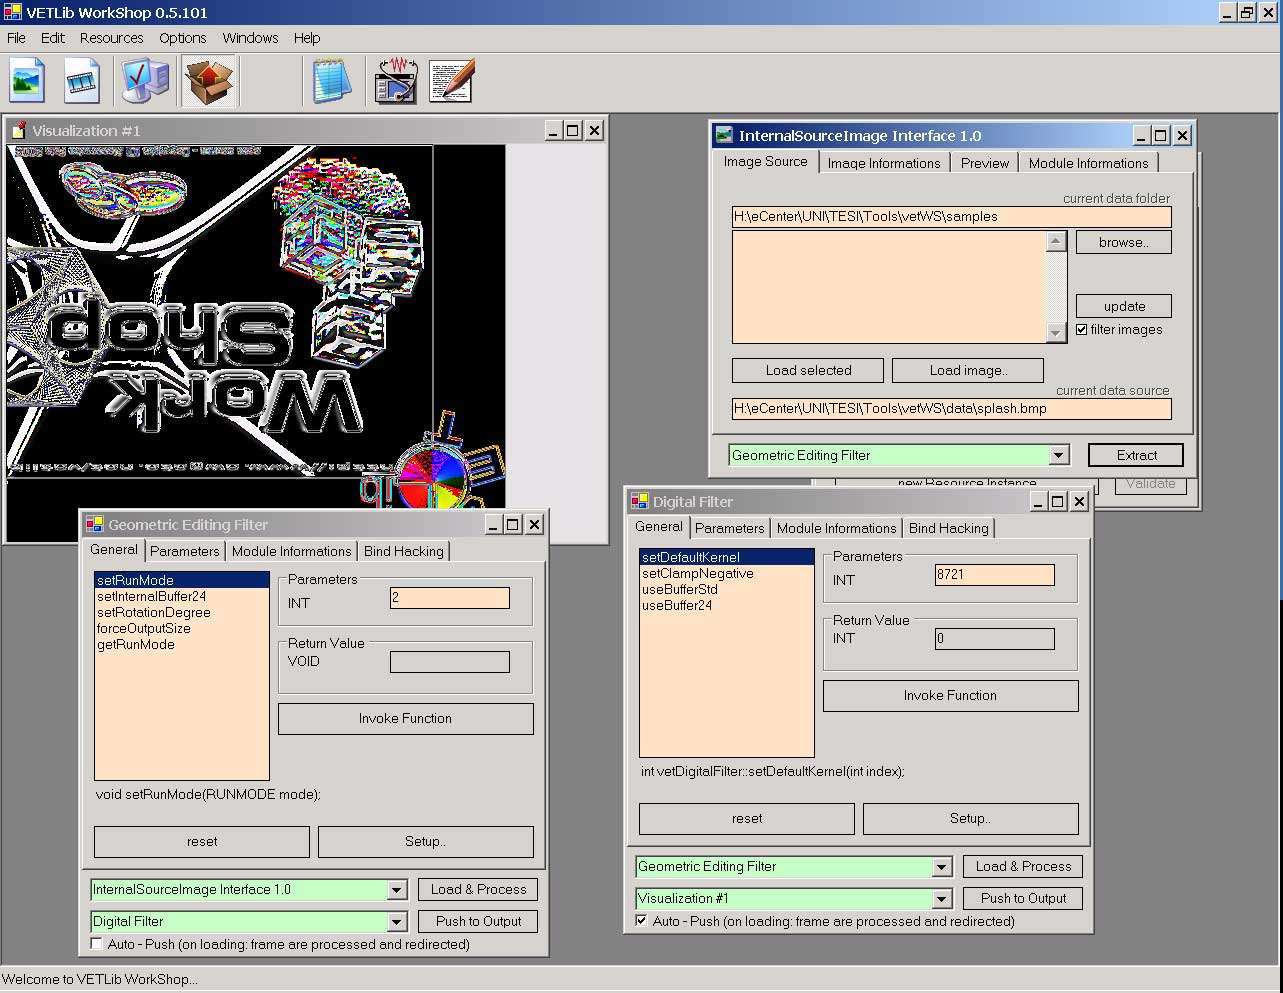 VETLib WorkShop 0.5.101
File Edit Resources Options Windows Help
Visualization #1
Shop
Work
InternalSourceImage Interface 1.0
Image Source Image Informations Preview Module Informations
current data folder
H:\eCenter\UNI\TESI\Tools\vetWS\samples
browse..
update
filter images
Load selected Load image..
current data source
H:\eCenter\UNI\TESI\Tools\vetWS\data\splash.bmp
Geometric Editing Filter Extract
new Resource Instance Validate
Geometric Editing Filter
General Parameters Module Informations Bind Hacking
setRunMode
setInternalBuffer24
setRotationDegree
forceOutputSize
getRunMode
Parameters
INT 2
Return Value
VOID
Invoke Function
void setRunMode(RUNMODE mode);
reset Setup..
InternalSourceImage Interface 1.0 Load & Process
Digital Filter Push to Output
Auto - Push (on loading: frame are processed and redirected)
Digital Filter
General Parameters Module Informations Bind Hacking
setDefaultKernel
setClampNegative
useBufferStd
useBuffer24
Parameters
INT 8721
Return Value
INT 0
Invoke Function
int vetDigitalFilter::setDefaultKernel(int index);
reset Setup..
Geometric Editing Filter Load & Process
Visualization #1 Push to Output
Auto - Push (on loading: frame are processed and redirected)
Welcome to VETLib WorkShop...